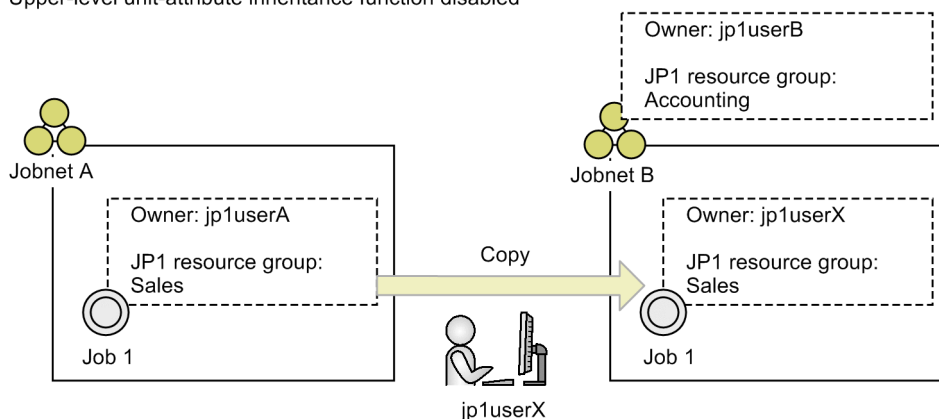 Upper-level unit-attribute inheritance function disabled
Owner: jp1userB
JP1 resource group:
Accounting
Jobnet A
Jobnet B
Owner: jp1userA
JP1 resource group:
Sales
Copy
Owner: jp1userX
JP1 resource group:
Sales
Job 1
Job 1
jp1userX